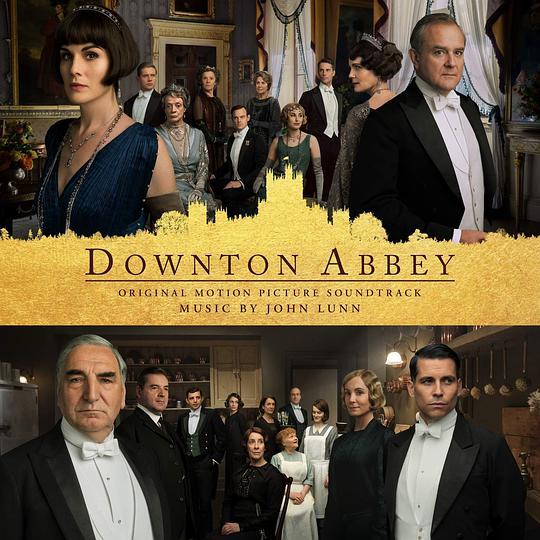 DOWNTON ABBEY
ORIGINAL MOTION PICTURE SOUNDTRACK
MUSIC BY JOHN LUNN